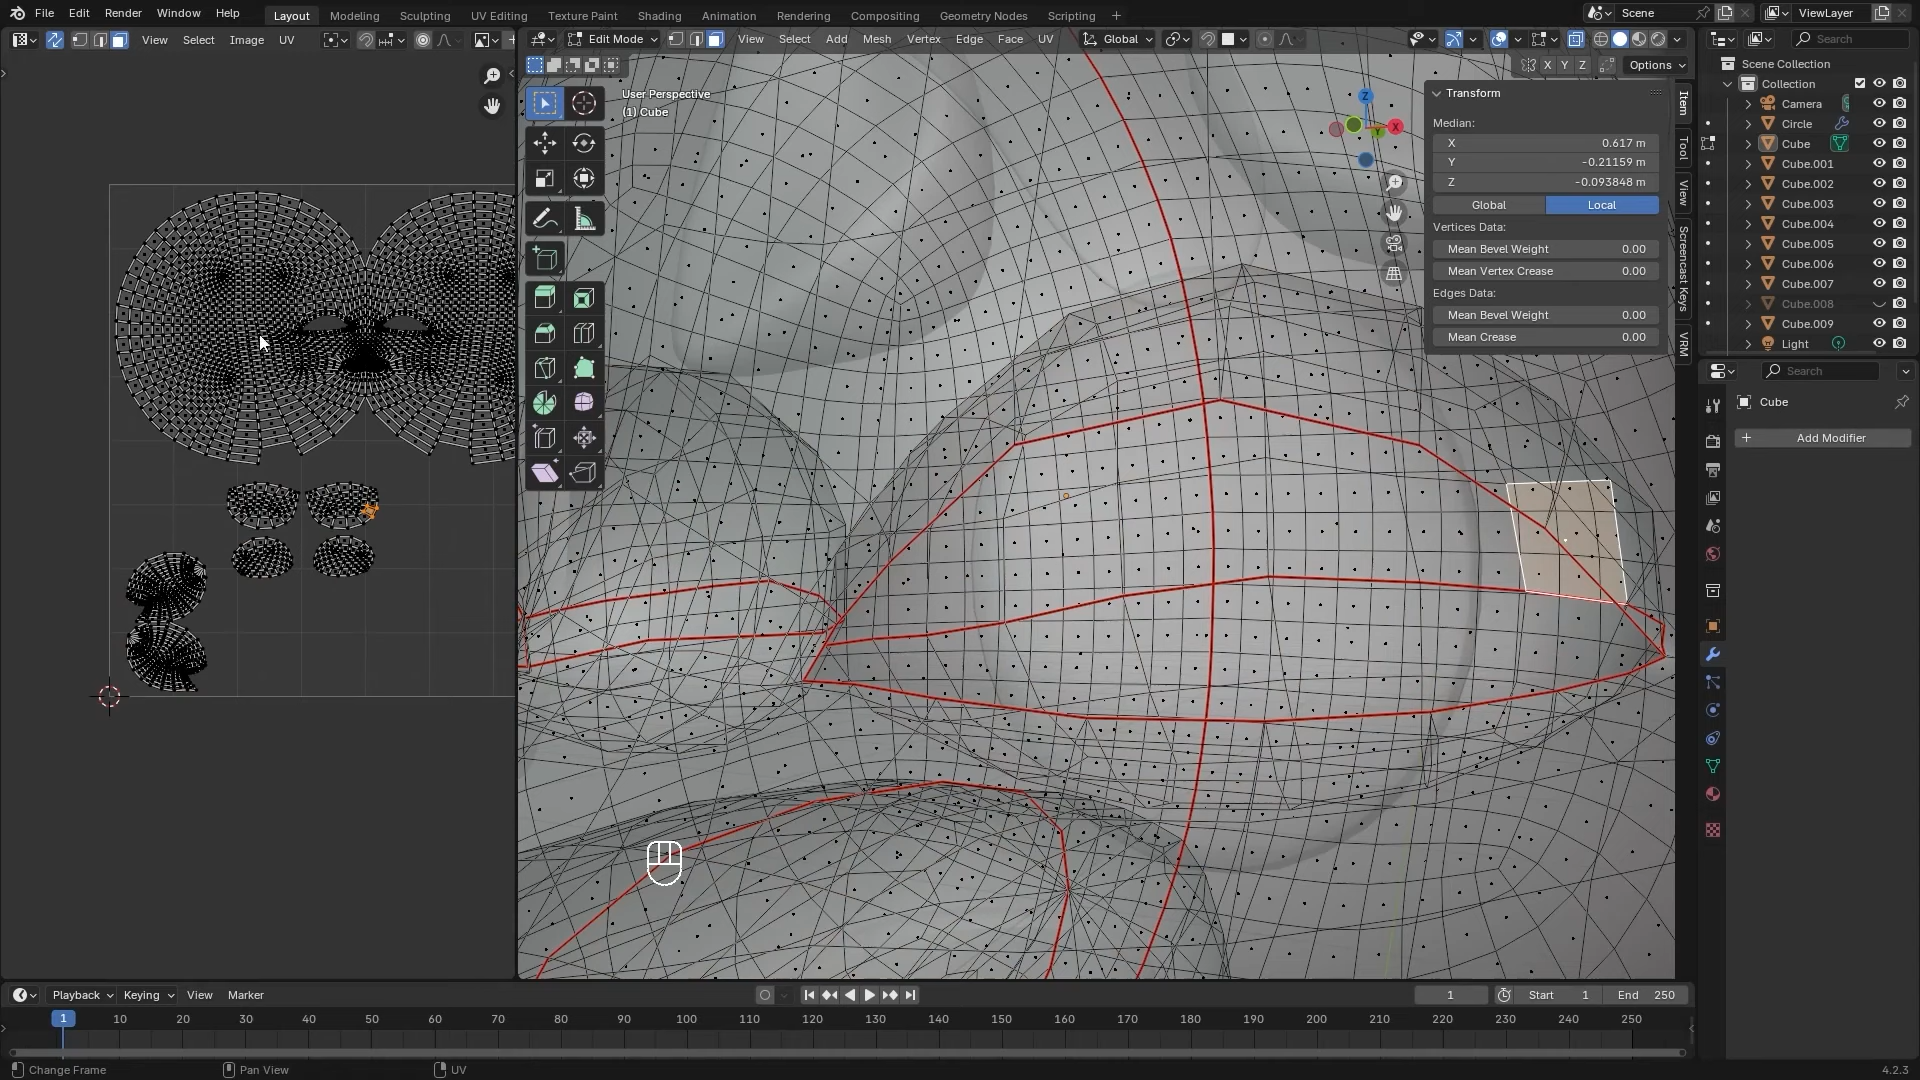 File Edit Render Window Help Layout Modeling Sculpting UV Editing Texture Paint Shading Animation Rendering Compositing Geometry Nodes Scripting + Scene ViewLayer
View Select Image UV Edit Mode View Select Add Mesh Vertex Edge Face UV Global Search
X Y Z Options
User Perspective
(1) Cube
Transform
Median:
X 0.617 m
Y -0.21159 m
Z -0.093848 m
Global Local
Vertices Data:
Mean Bevel Weight 0.00
Mean Vertex Crease 0.00
Edges Data:
Mean Bevel Weight 0.00
Mean Crease 0.00
Item
Tool
View
Screencast Keys
VRM
Z
X
Y
Scene Collection
Collection
Camera
Circle
Cube
Cube.001
Cube.002
Cube.003
Cube.004
Cube.005
Cube.006
Cube.007
Cube.008
Cube.009
Light
Search
Cube
+ Add Modifier
Playback Keying View Marker 1 Start 1 End 250
1 10 20 30 40 50 60 70 80 90 100 110 120 130 140 150 160 170 180 190 200 210 220 230 240 250
Change Frame Pan View UV 4.2.3